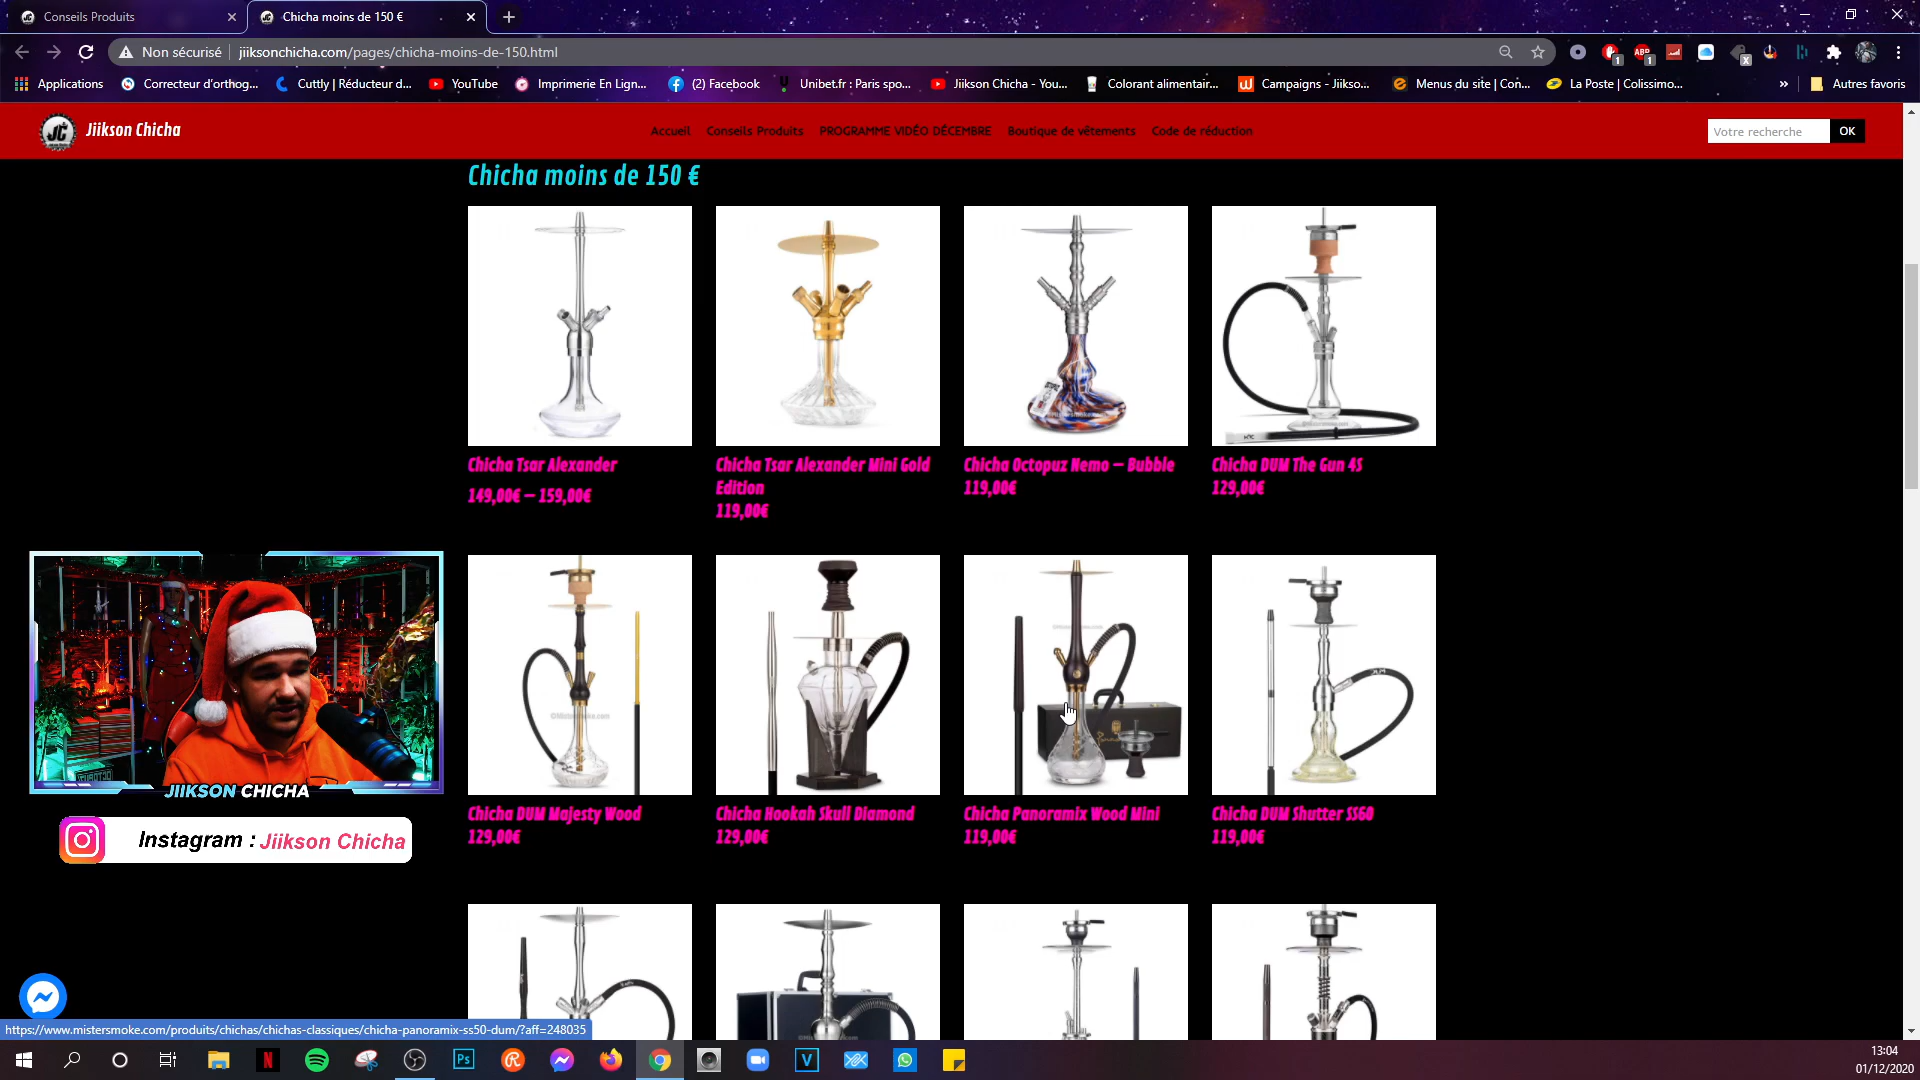 Conseils Produits
Chicha moins de 150 €
Non sécurisé
jiiksonchicha.com/pages/chicha-moins-de-150.html
Applications
Correcteur d'orthog...
Cuttly | Réducteur d...
YouTube
Imprimerie En Lign...
(2) Facebook
Unibet.fr : Paris spo...
Jiikson Chicha - You...
Colorant alimentair...
Campaigns - Jiikso...
Menus du site | Con...
La Poste | Colissimo...
»
Autres favoris
JC
Jiikson Chicha
Accueil
Conseils Produits
PROGRAMME VIDÉO DÉCEMBRE
Boutique de vêtements
Code de réduction
Votre recherche
OK
Chicha moins de 150 €
Chicha Tsar Alexander
149,00€ – 159,00€
Chicha Tsar Alexander Mini Gold
Edition
119,00€
Chicha Octopuz Nemo – Bubble
119,00€
Chicha DUM The Gun 4S
129,00€
Chicha DUM Majesty Wood
129,00€
Chicha Hookah Skull Diamond
129,00€
Chicha Panoramix Wood Mini
119,00€
Chicha DUM Shutter SS60
119,00€
JIIKSON CHICHA
Instagram : Jiikson Chicha
https://www.mistersmoke.com/produits/chichas/chichas-classiques/chicha-panoramix-ss50-dum/?aff=248035
13:04
01/12/2020